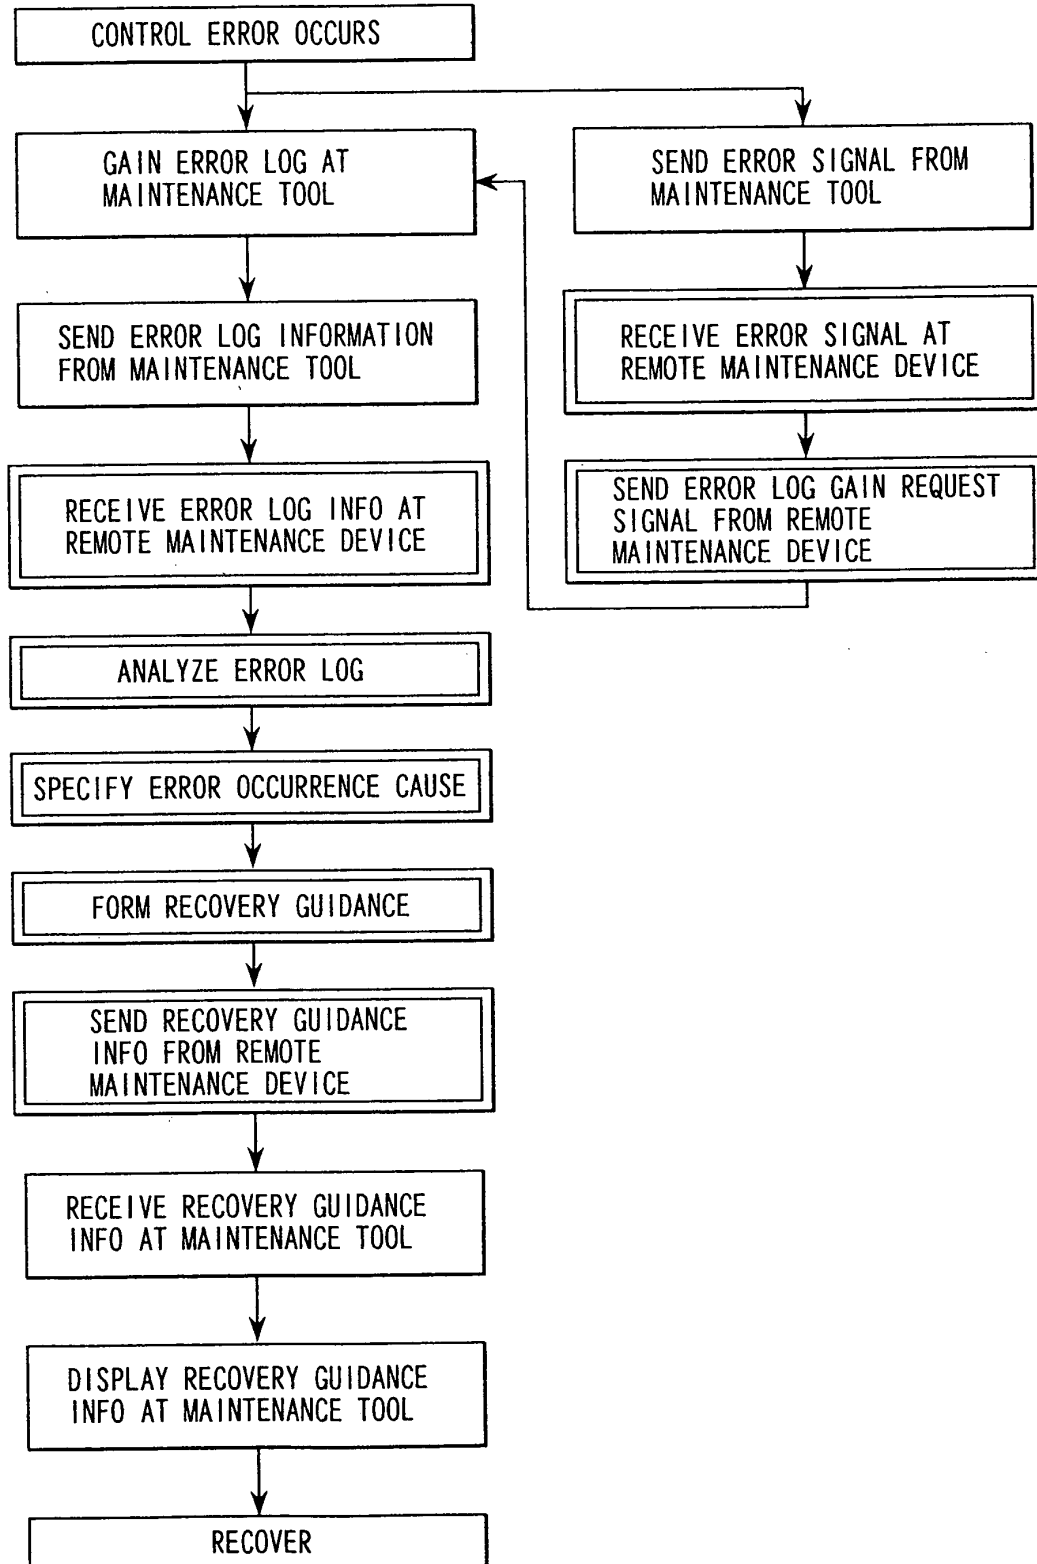 CONTROL ERROR OCCURS
GAIN ERROR LOG AT
MAINTENANCE TOOL
SEND ERROR SIGNAL FROM
MAINTENANCE TOOL
SEND ERROR LOG INFORMATION
FROM MAINTENANCE TOOL
RECEIVE ERROR SIGNAL AT
REMOTE MAINTENANCE DEVICE
RECEIVE ERROR LOG INFO AT
REMOTE MAINTENANCE DEVICE
SEND ERROR LOG GAIN REQUEST
SIGNAL FROM REMOTE
MAINTENANCE DEVICE
ANALYZE ERROR LOG
SPECIFY ERROR OCCURRENCE CAUSE
FORM RECOVERY GUIDANCE
SEND RECOVERY GUIDANCE
INFO FROM REMOTE
MAINTENANCE DEVICE
RECEIVE RECOVERY GUIDANCE
INFO AT MAINTENANCE TOOL
DISPLAY RECOVERY GUIDANCE
INFO AT MAINTENANCE TOOL
RECOVER